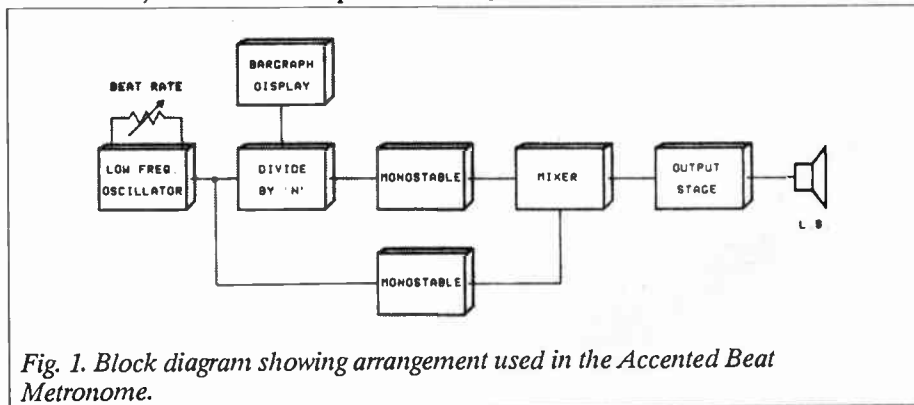 BARGRAPH
DISPLAY
BEAT RATE
LOW FREQ.
OSCILLATOR
DIVIDE
BY 'N'
MONOSTABLE
MIXER
OUTPUT
STAGE
L S
MONOSTABLE
Fig. 1. Block diagram showing arrangement used in the Accented Beat
Metronome.